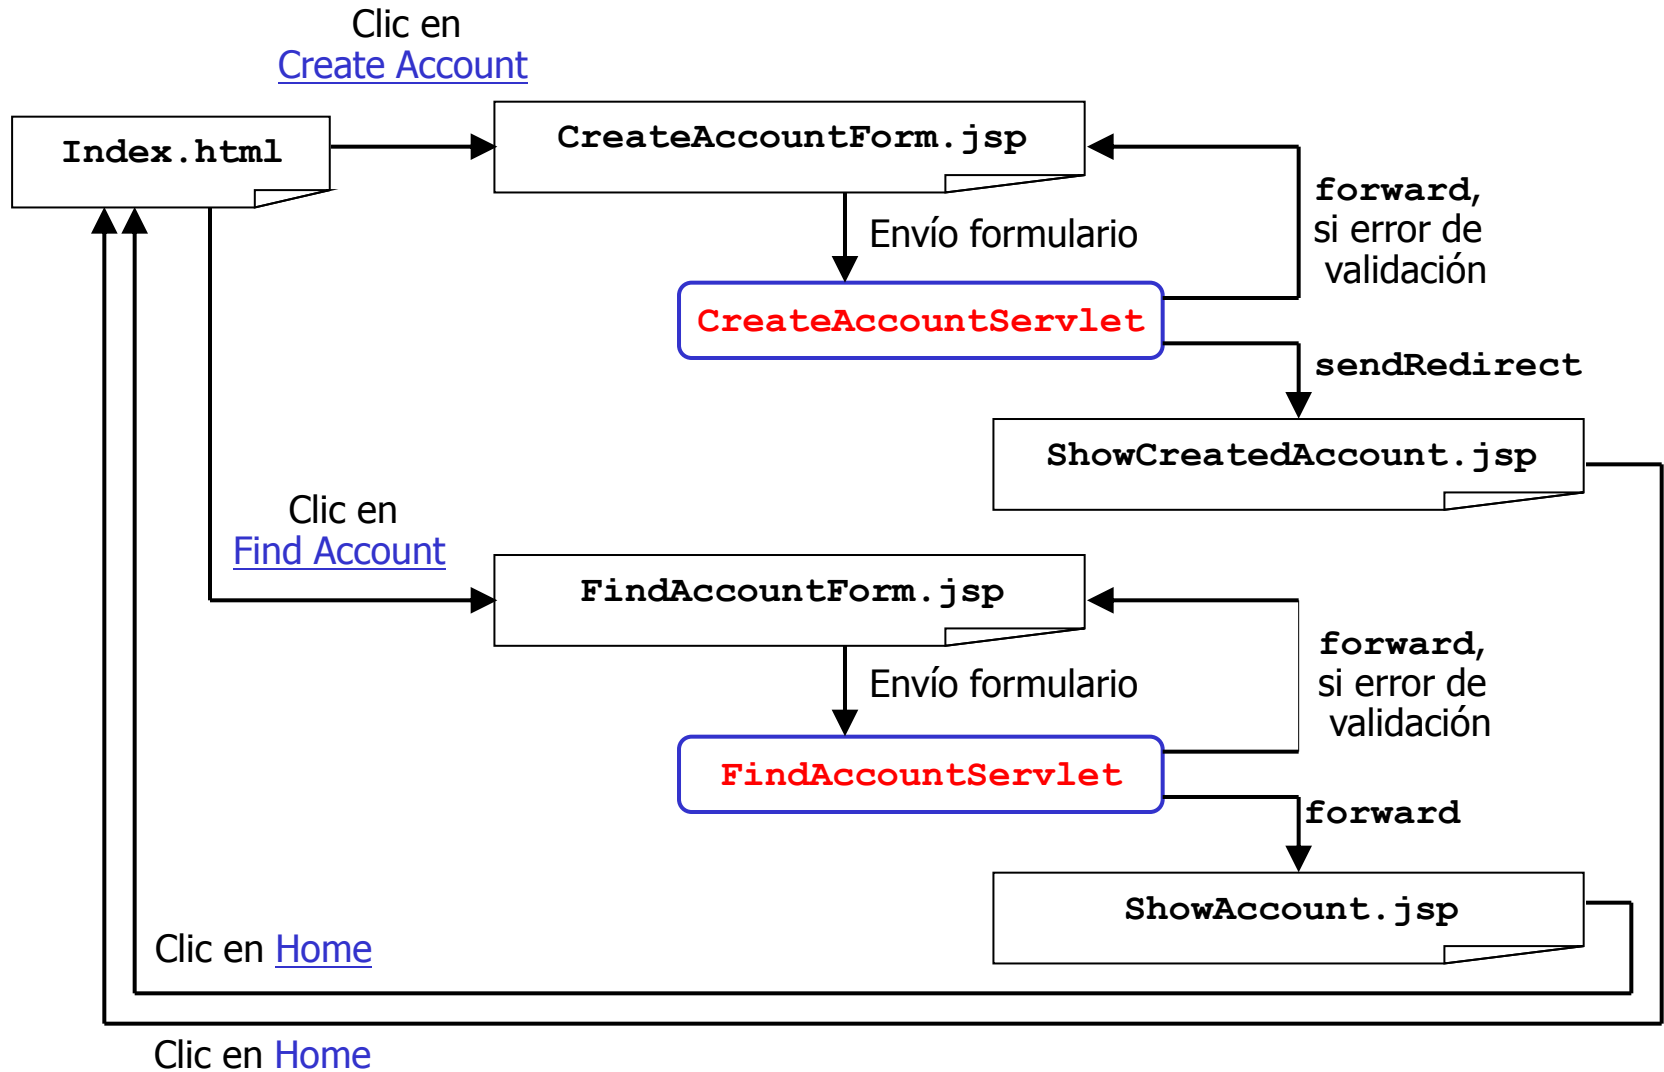 Clic en
Create Account
Index.html
CreateAccountForm.jsp
forward,
si error de
validación
Envío formulario
CreateAccountServlet
sendRedirect
ShowCreatedAccount.jsp
Clic en
Find Account
FindAccountForm.jsp
forward,
si error de
validación
Envío formulario
FindAccountServlet
forward
ShowAccount.jsp
Clic en Home
Clic en Home